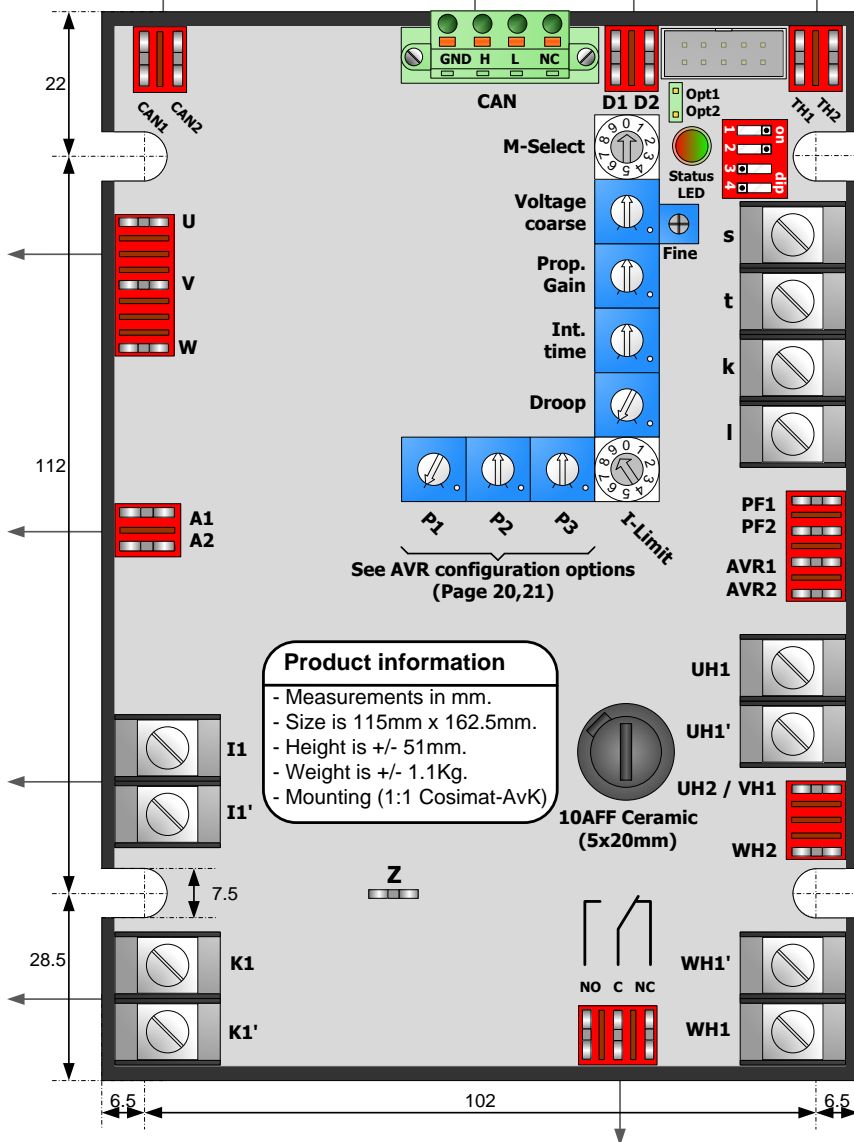 GND H L NC
CAN
CAN1
CAN2
D1 D2
Opt1
Opt2
TH1
TH2
22
M-Select
0 1 2 3 4 5 6 7 8 9
Status
LED
on
dip
1
2
3
4
Voltage
coarse
Fine
Prop.
Gain
Int.
time
Droop
U
V
W
s
t
k
l
112
0 1 2 3 4 5 6 7 8 9
P1
P2
P3
I-Limit
See AVR configuration options
(Page 20,21)
A1
A2
PF1
PF2
AVR1
AVR2
Product information
- Measurements in mm.
- Size is 115mm x 162.5mm.
- Height is +/- 51mm.
- Weight is +/- 1.1Kg.
- Mounting (1:1 Cosimat-AvK)
UH1
UH1'
I1
I1'
UH2 / VH1
WH2
10AFF Ceramic
(5x20mm)
7.5
Z
28.5
K1
K1'
NO C NC
WH1'
WH1
6.5
102
6.5